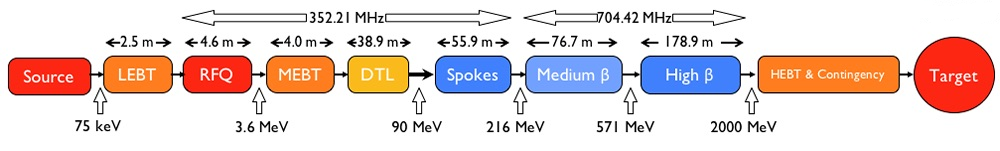 352.21 MHz
704.42 MHz
2.5 m
4.6 m
4.0 m
38.9 m
55.9 m
76.7 m
178.9 m
Source
LEBT
RFQ
MEBT
DTL
Spokes
Medium β
High β
HEBT & Contingency
Target
75 keV
3.6 MeV
90 MeV
216 MeV
571 MeV
2000 MeV